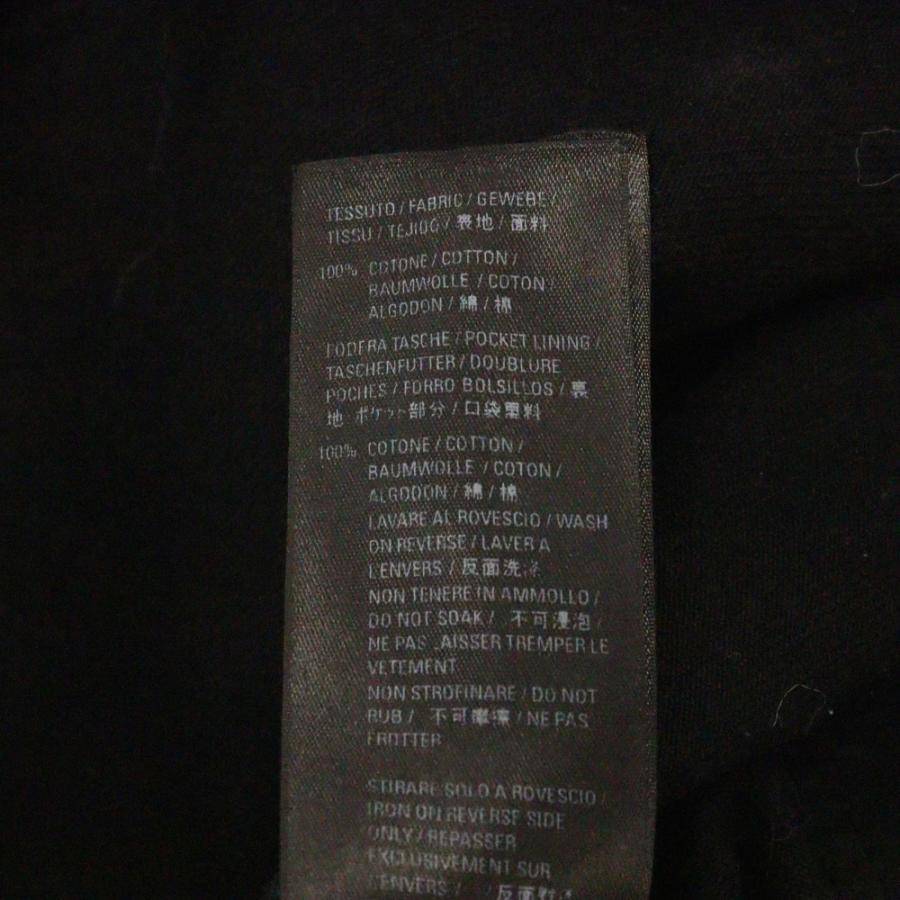 TESSUTO / FABRIC / GEWEBE /
TISSU / TEJIDO / 表地 / 面料
100% COTONE / COTTON /
BAUMWOLLE / COTON /
ALGODON / 綿 / 棉
FODERA TASCHE / POCKET LINING /
TASCHENFUTTER / DOUBLURE
POCHES / FORRO BOLSILLOS / 裏
地 ポケット部分 / 口袋里料
100% COTONE / COTTON /
BAUMWOLLE / COTON /
ALGODON / 綿 / 棉
LAVARE AL ROVESCIO / WASH
ON REVERSE / LAVER A
L'ENVERS / 反面洗涤
NON TENERE IN AMMOLLO /
DO NOT SOAK / 不可浸泡 /
NE PAS LAISSER TREMPER LE
VETEMENT
NON STROFINARE / DO NOT
RUB / 不可摩擦 / NE PAS
FROTTER
STIRARE SOLO A ROVESCIO /
IRON ON REVERSE SIDE
ONLY / REPASSER
EXCLUSIVEMENT SUR
L'ENVERS /